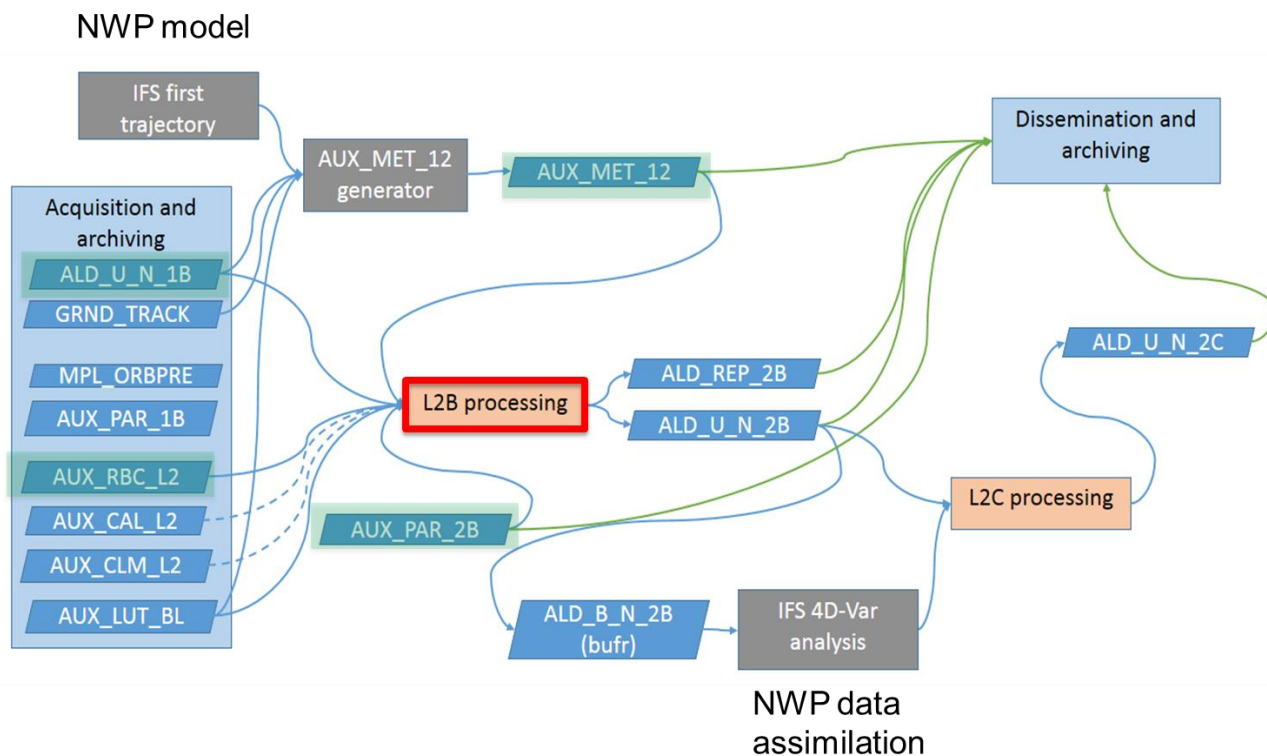 NWP model
IFS first
trajectory
AUX_MET_12
generator
AUX_MET_12
Dissemination and
archiving
Acquisition and
archiving
ALD_U_N_1B
GRND_TRACK
MPL_ORBPRE
AUX_PAR_1B
AUX_RBC_L2
AUX_CAL_L2
AUX_CLM_L2
AUX_LUT_BL
L2B processing
ALD_REP_2B
ALD_U_N_2B
ALD_U_N_2C
AUX_PAR_2B
L2C processing
ALD_B_N_2B
(bufr)
IFS 4D-Var
analysis
NWP data
assimilation